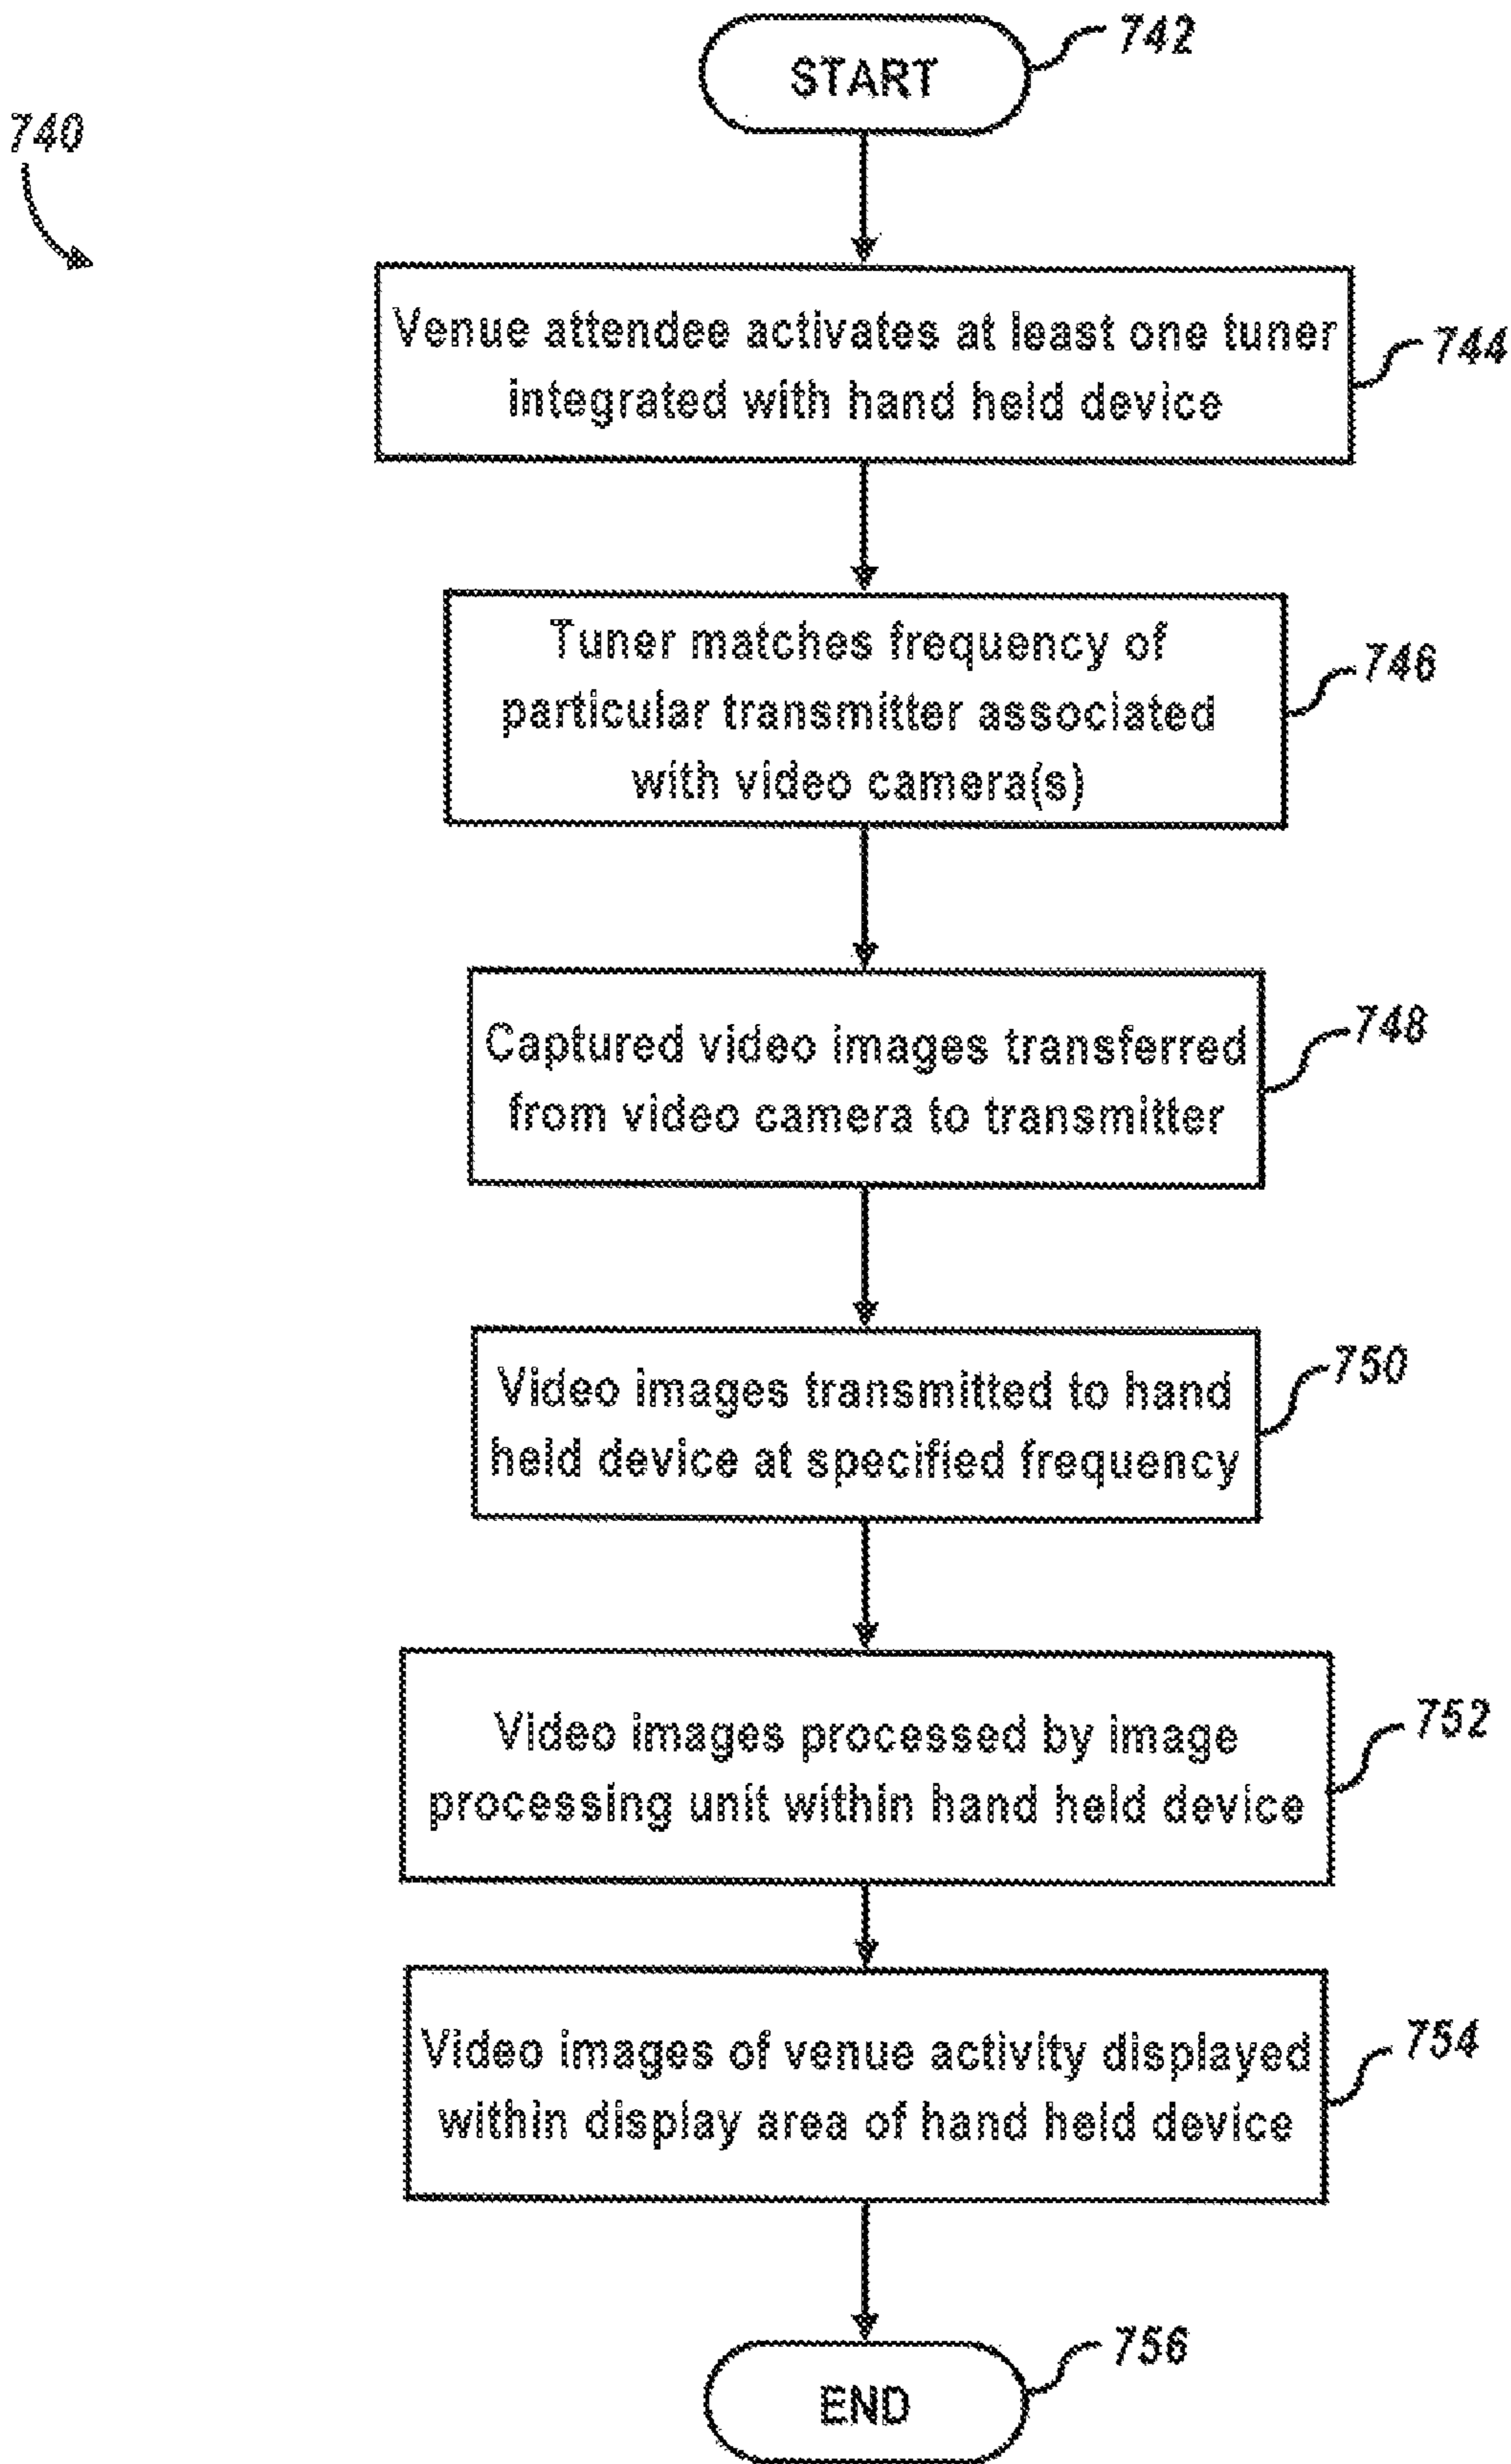 742
START
740
Venue attendee activates at least one tuner
integrated with hand held device
744
Tuner matches frequency of
particular transmitter associated
with video camera(s)
746
Captured video images transferred
from video camera to transmitter
748
Video images transmitted to hand
held device at specified frequency
750
Video images processed by image
processing unit within hand held device
752
Video images of venue activity displayed
within display area of hand held device
754
END
756